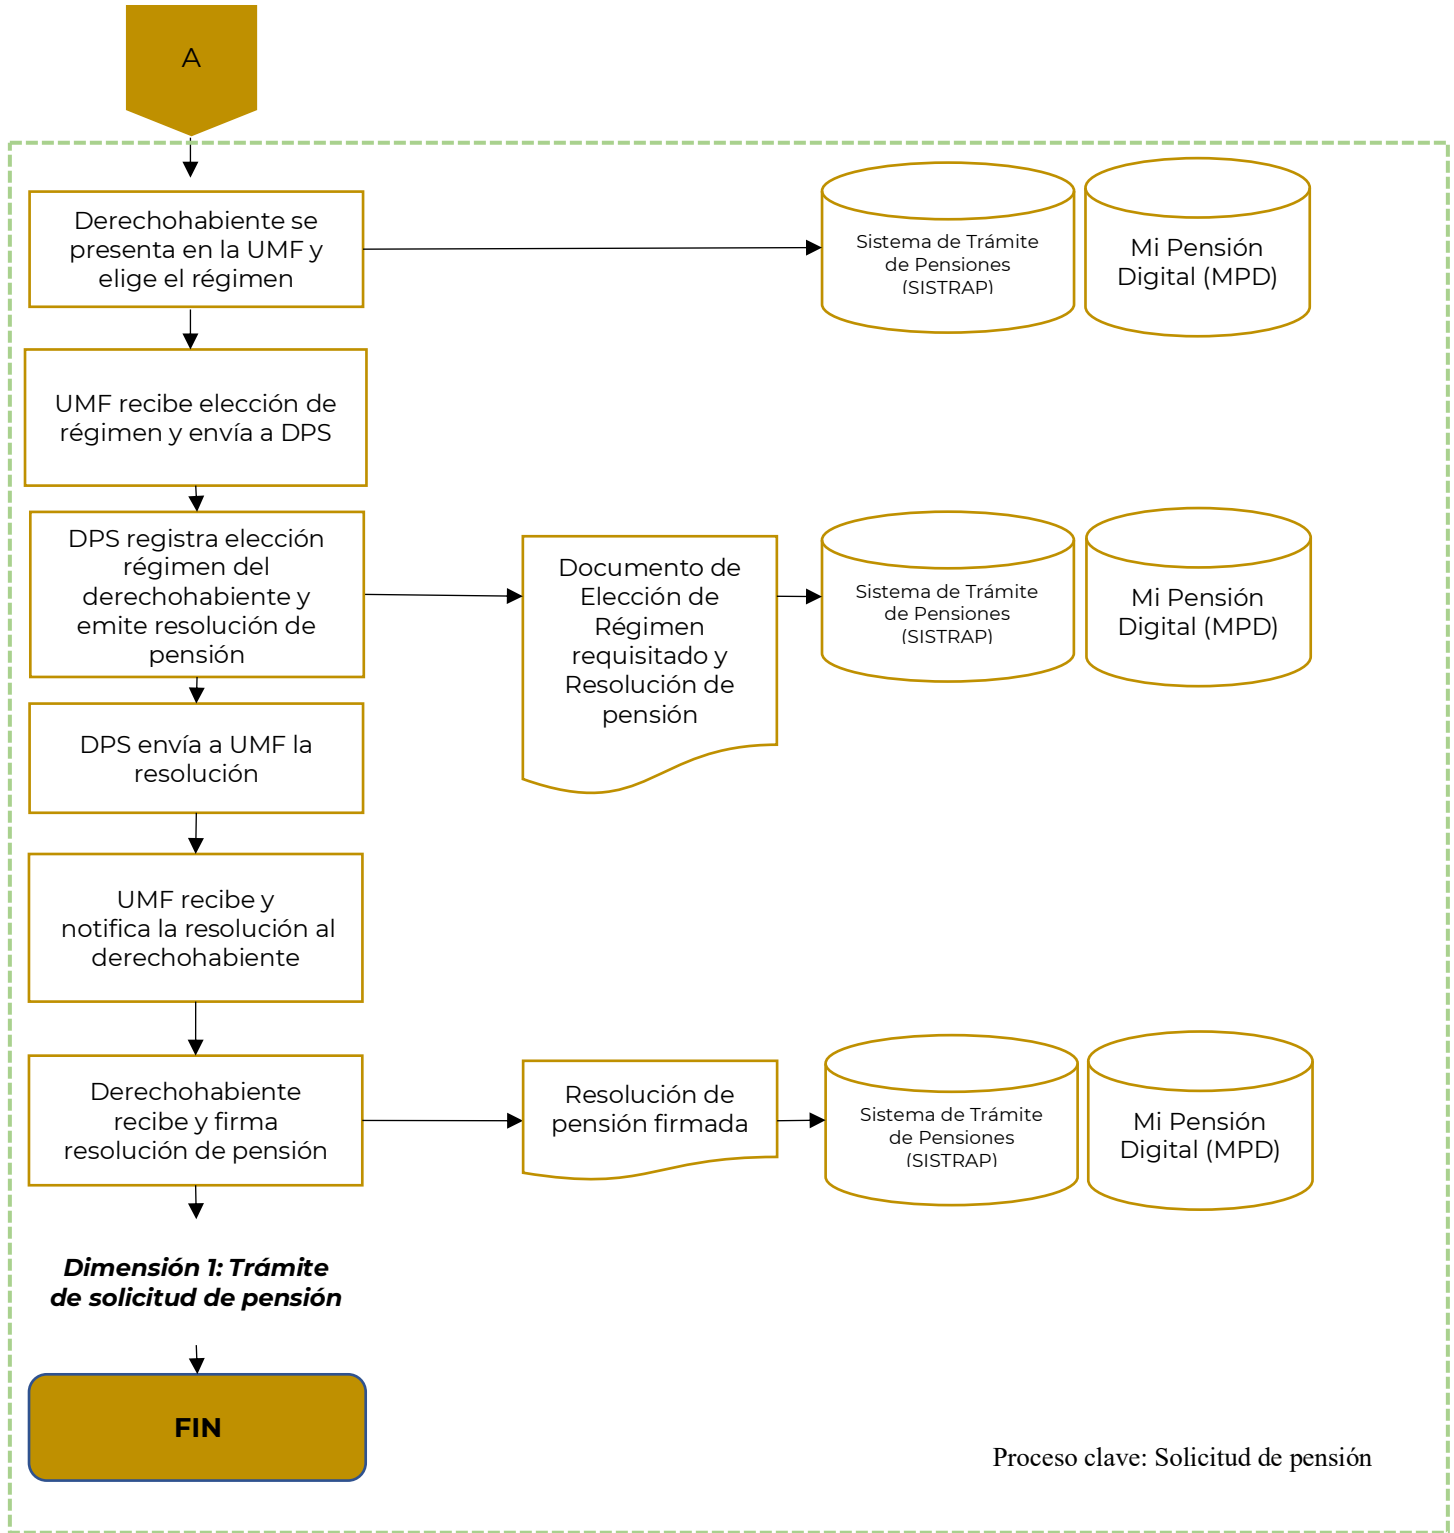 A
Derechohabiente se
presenta en la UMF y
elige el régimen
Sistema de Trámite
de Pensiones
(SISTRAP)
Mi Pensión
Digital (MPD)
UMF recibe elección de
régimen y envía a DPS
DPS registra elección
régimen del
derechohabiente y
emite resolución de
pensión
Documento de
Elección de
Régimen
requisitado y
Resolución de
pensión
Sistema de Trámite
de Pensiones
(SISTRAP)
Mi Pensión
Digital (MPD)
DPS envía a UMF la
resolución
UMF recibe y
notifica la resolución al
derechohabiente
Derechohabiente
recibe y firma
resolución de pensión
Resolución de
pensión firmada
Sistema de Trámite
de Pensiones
(SISTRAP)
Mi Pensión
Digital (MPD)
Dimensión 1: Trámite
de solicitud de pensión
FIN
Proceso clave: Solicitud de pensión